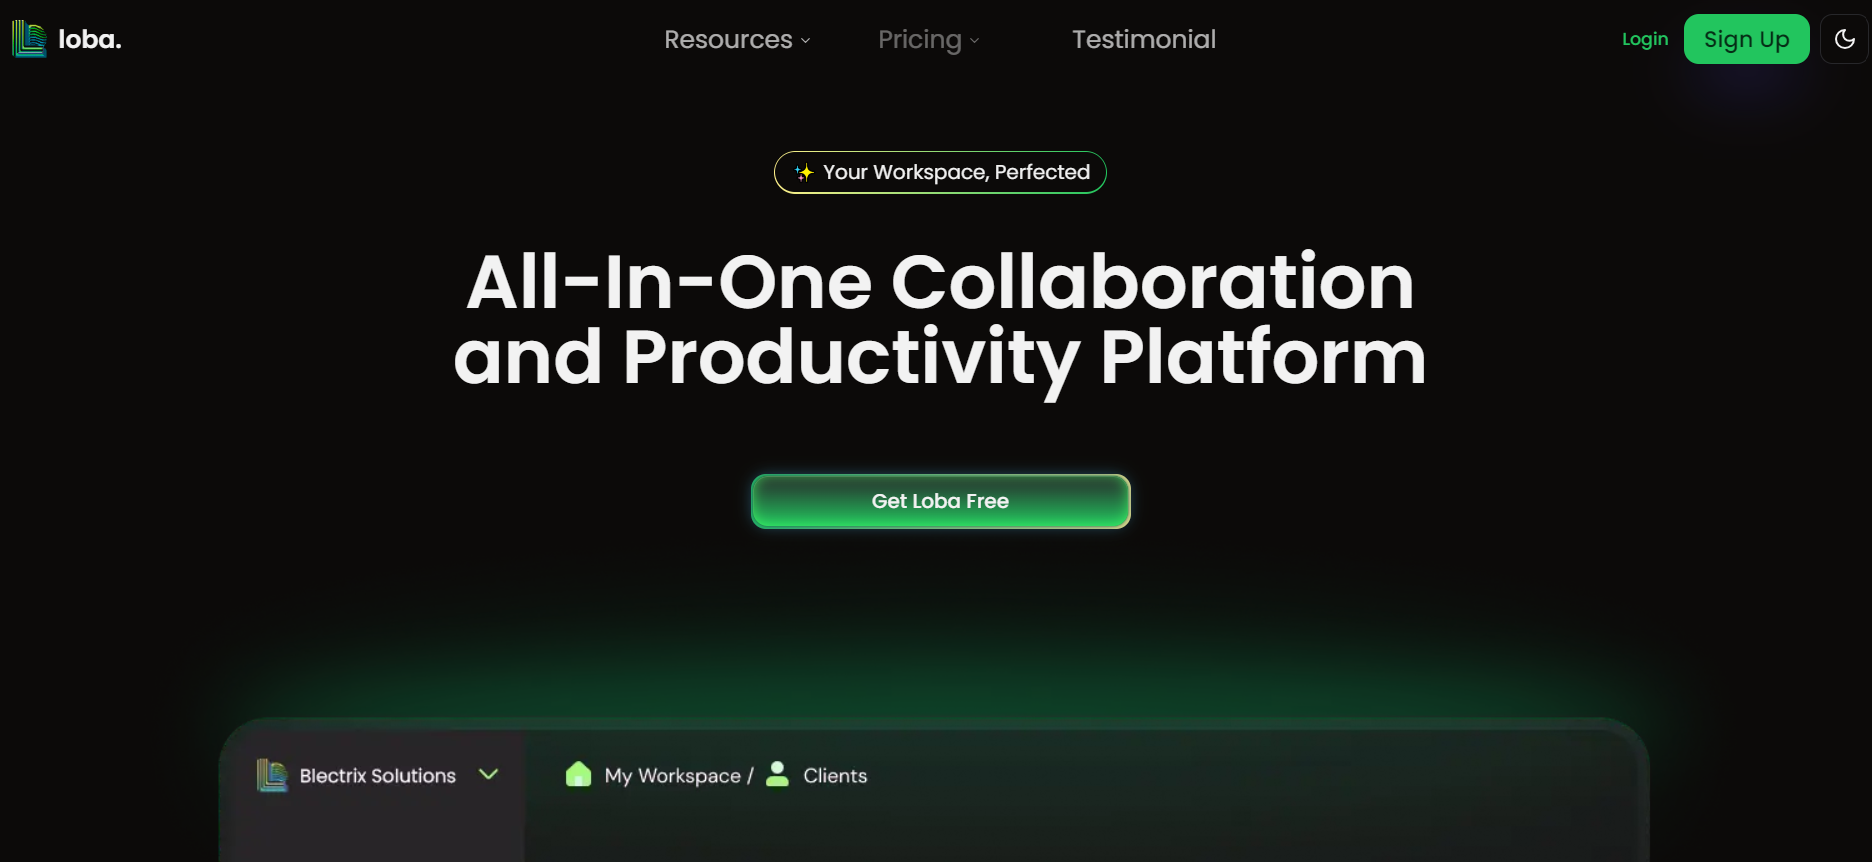 loba.
Resources
Pricing
Testimonial
Login
Sign Up
✨ Your Workspace, Perfected
All-In-One Collaboration
and Productivity Platform
Get Loba Free
Blectrix Solutions
My Workspace / Clients